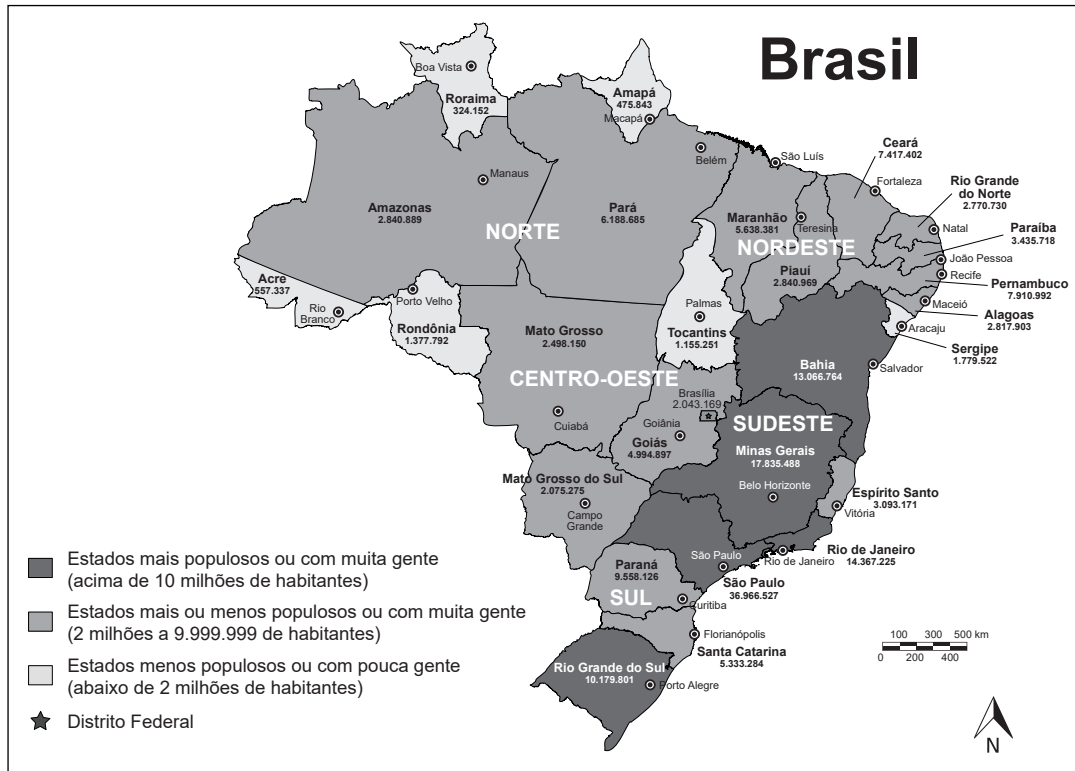 Brasil
Boa Vista
Roraima
324.152
Amapá
475.843
Macapá
Belém
São Luís
Ceará
7.417.402
Fortaleza
Rio Grande
do Norte
2.770.730
Natal
Paraíba
3.435.718
João Pessoa
Recife
Pernambuco
7.910.992
Maceió
Alagoas
2.817.903
Aracaju
Sergipe
1.779.522
Manaus
Amazonas
2.840.889
NORTE
Pará
6.188.685
Maranhão
5.638.381
Teresina
NORDESTE
Piauí
2.840.969
Acre
557.337
Rio
Branco
Porto Velho
Rondônia
1.377.792
Mato Grosso
2.498.150
Palmas
Tocantins
1.155.251
Bahia
13.066.764
Salvador
CENTRO-OESTE
Brasília
2.043.169
Cuiabá
Goiânia
Goiás
4.994.897
SUDESTE
Minas Gerais
17.835.488
Belo Horizonte
Espírito Santo
3.093.171
Vitória
Mato Grosso do Sul
2.075.275
Campo
Grande
São Paulo
Rio de Janeiro
Rio de Janeiro
14.367.225
São Paulo
36.966.527
Paraná
9.558.126
SUL
Curitiba
Florianópolis
Santa Catarina
5.333.284
Rio Grande do Sul
10.179.801
Porto Alegre
Estados mais populosos ou com muita gente
(acima de 10 milhões de habitantes)
Estados mais ou menos populosos ou com muita gente
(2 milhões a 9.999.999 de habitantes)
Estados menos populosos ou com pouca gente
(abaixo de 2 milhões de habitantes)
Distrito Federal
100 300 500 km
0 200 400
N